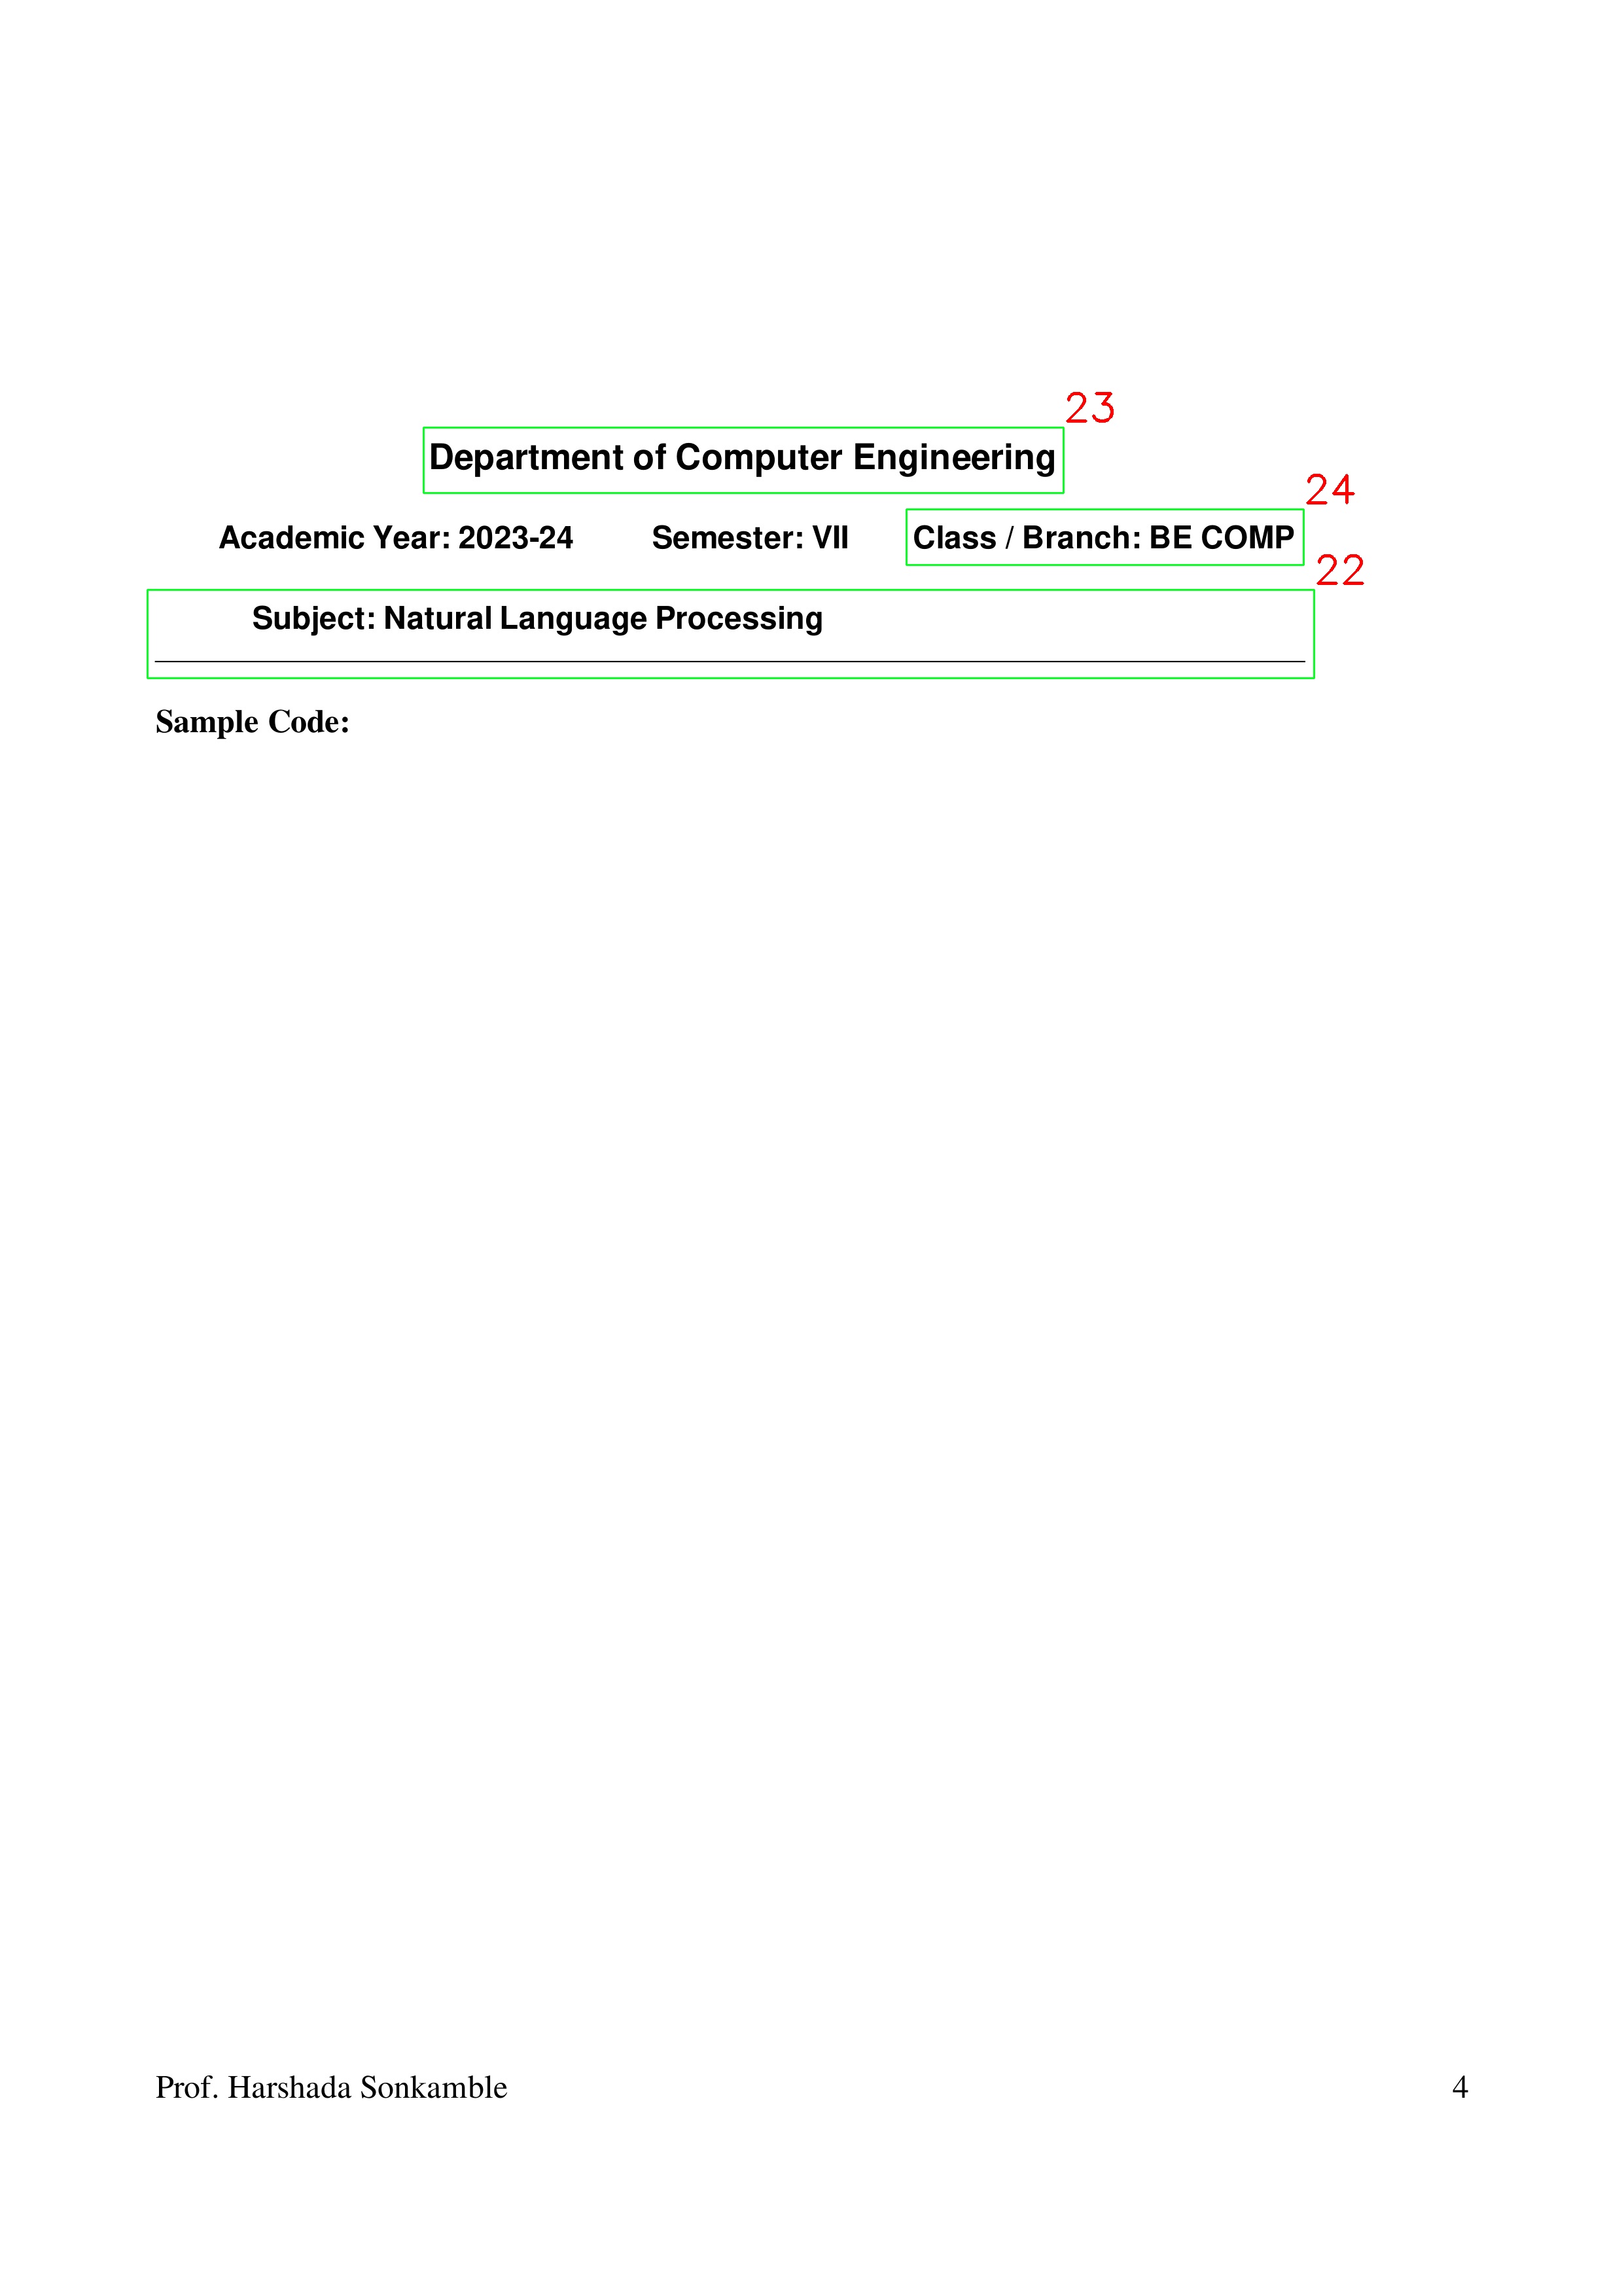 23
Department of Computer Engineering
24
Academic Year: 2023-24 Semester: VII Class / Branch: BE COMP
22
Subject: Natural Language Processing
Sample Code:
Prof. Harshada Sonkamble 4